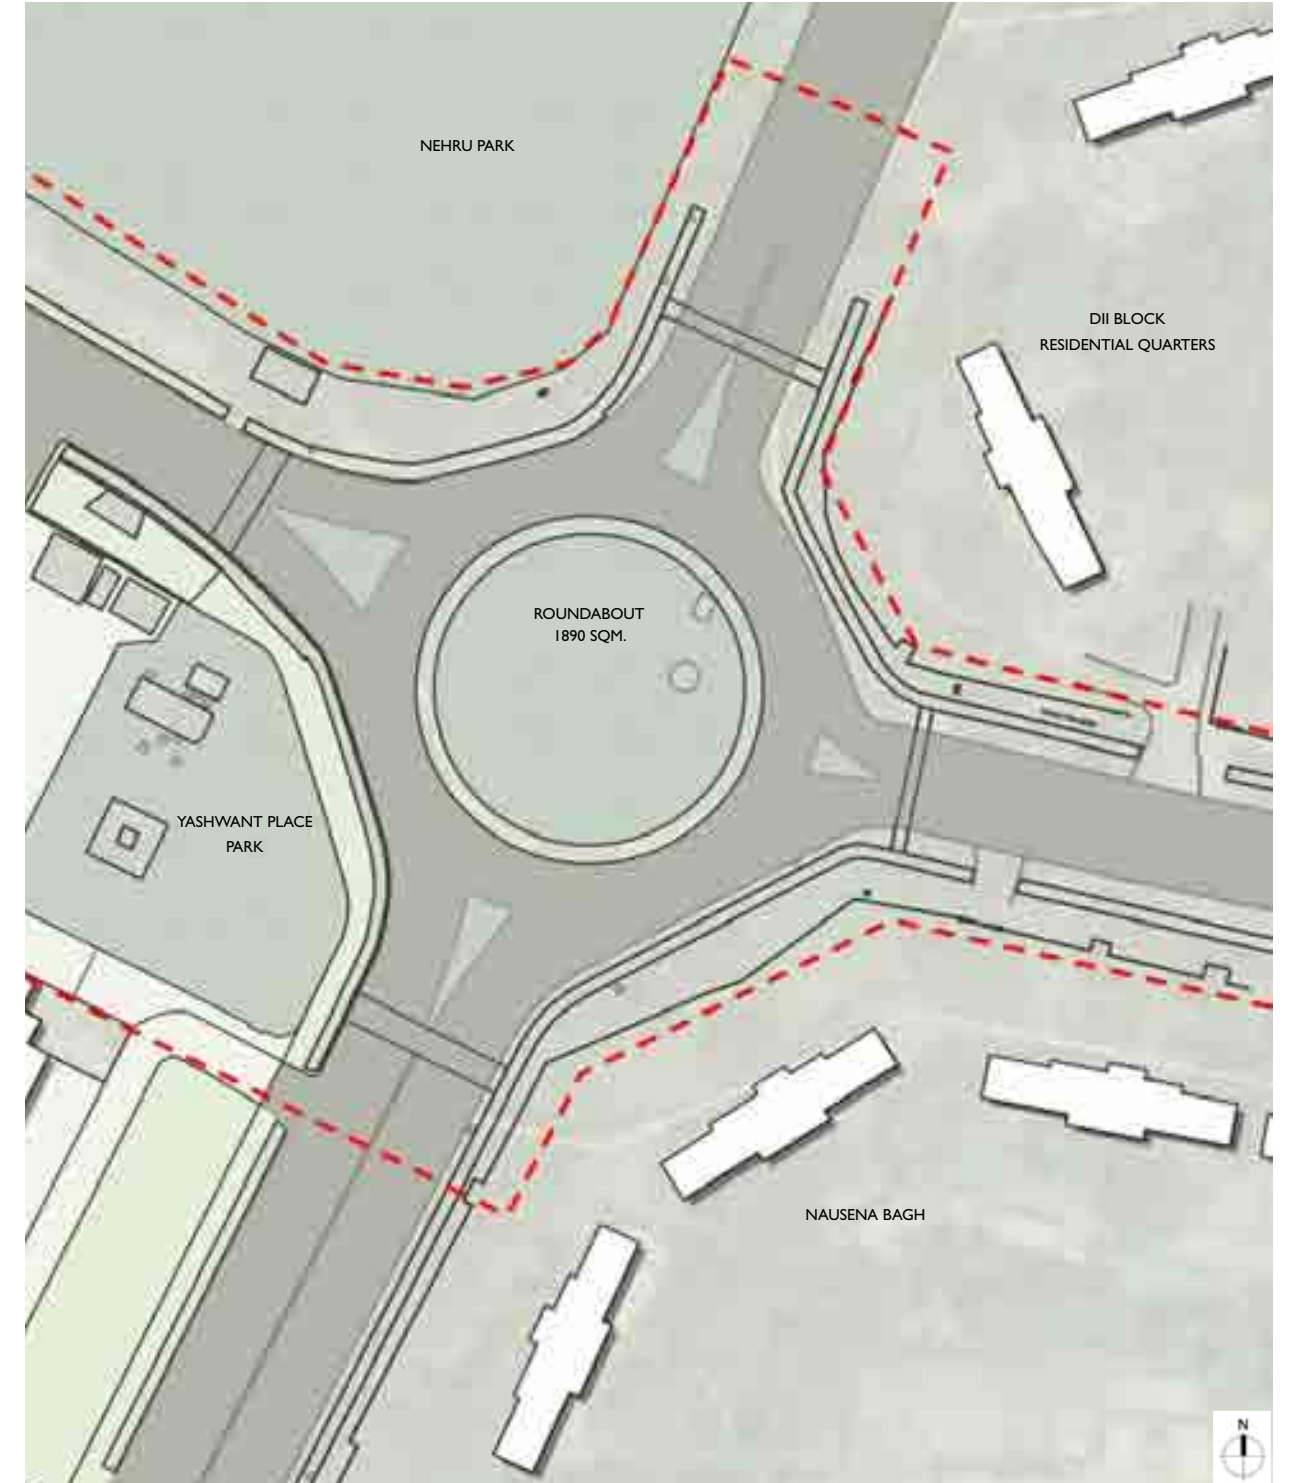 NEHRU PARK
DII BLOCK
RESIDENTIAL QUARTERS
ROUNDABOUT
1890 SQM.
YASHWANT PLACE
PARK
NAUSENA BAGH
N